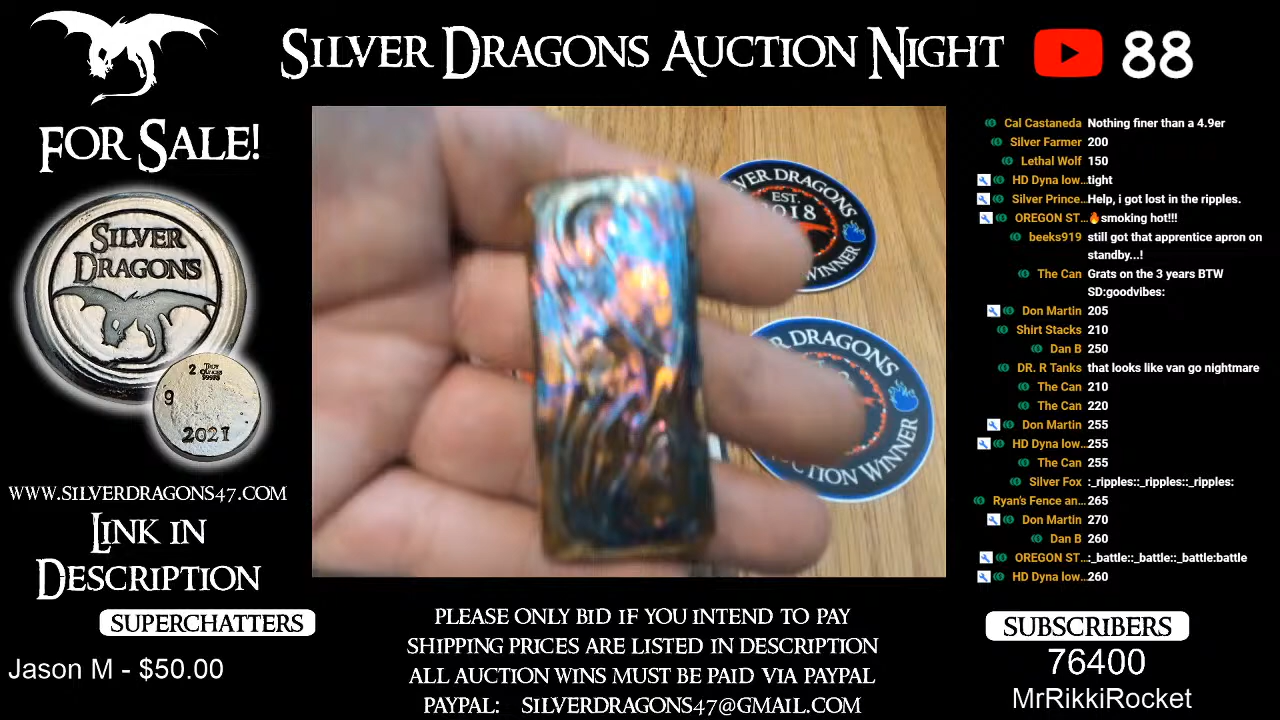 SILVER DRAGONS AUCTION NIGHT
88
FOR SALE!
SILVER
DRAGONS
2 TROY
OUNCES
9
2021
WWW.SILVERDRAGONS47.COM
LINK IN
DESCRIPTION
SUPERCHATTERS
Jason M - $50.00
SILVER DRAGONS
EST.
2018
WINNER
DRAGONS
AUCTION WINNER
Cal Castaneda Nothing finer than a 4.9er
Silver Farmer 200
Lethal Wolf 150
HD Dyna low...tight
Silver Prince...Help, i got lost in the ripples.
OREGON ST...🔥smoking hot!!!
beeks919 still got that apprentice apron on
standby...!
The Can Grats on the 3 years BTW
SD:goodvibes:
Don Martin 205
Shirt Stacks 210
Dan B 250
DR. R Tanks that looks like van go nightmare
The Can 210
The Can 220
Don Martin 255
HD Dyna low...255
The Can 255
Silver Fox :_ripples::_ripples::_ripples:
Ryan's Fence an...265
Don Martin 270
Dan B 260
OREGON ST...:_battle::_battle::_battle:battle
HD Dyna low...260
PLEASE ONLY BID IF YOU INTEND TO PAY
SHIPPING PRICES ARE LISTED IN DESCRIPTION
ALL AUCTION WINS MUST BE PAID VIA PAYPAL
PAYPAL: SILVERDRAGONS47@GMAIL.COM
SUBSCRIBERS
76400
MrRikkiRocket